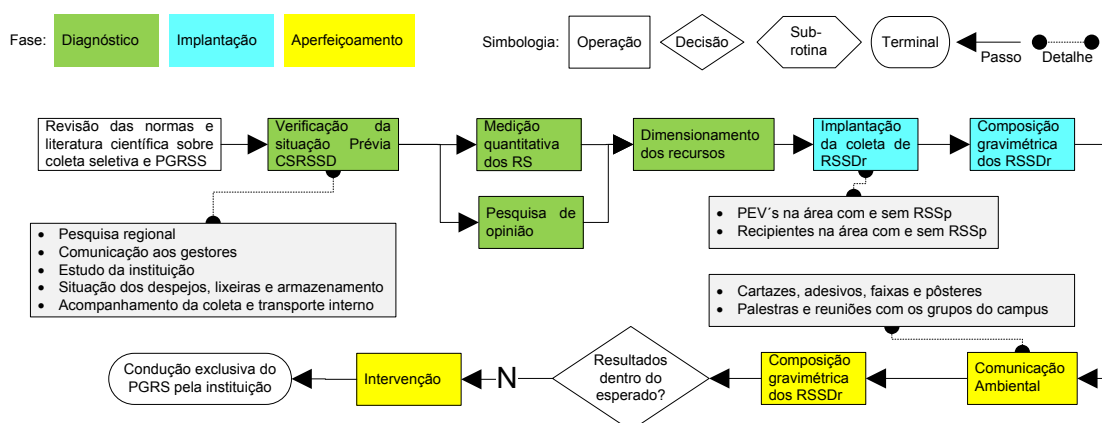 Fase:
Diagnóstico
Implantação
Aperfeiçoamento
Simbologia:
Operação
Decisão
Sub-
rotina
Terminal
Passo
Detalhe
Revisão das normas e
literatura científica sobre
coleta seletiva e PGRSS
Verificação da
situação Prévia
CSRSSD
Medição
quantitativa
dos RS
Pesquisa de
opinião
Dimensionamento
dos recursos
Implantação
da coleta de
RSSDr
Composição
gravimétrica
dos RSSDr
• Pesquisa regional
• Comunicação aos gestores
• Estudo da instituição
• Situação dos despejos, lixeiras e armazenamento
• Acompanhamento da coleta e transporte interno
• PEV´s na área com e sem RSSp
• Recipientes na área com e sem RSSp
• Cartazes, adesivos, faixas e pôsteres
• Palestras e reuniões com os grupos do campus
Comunicação
Ambiental
Composição
gravimétrica
dos RSSDr
Resultados
dentro do
esperado?
N
Intervenção
Condução exclusiva do
PGRS pela instituição